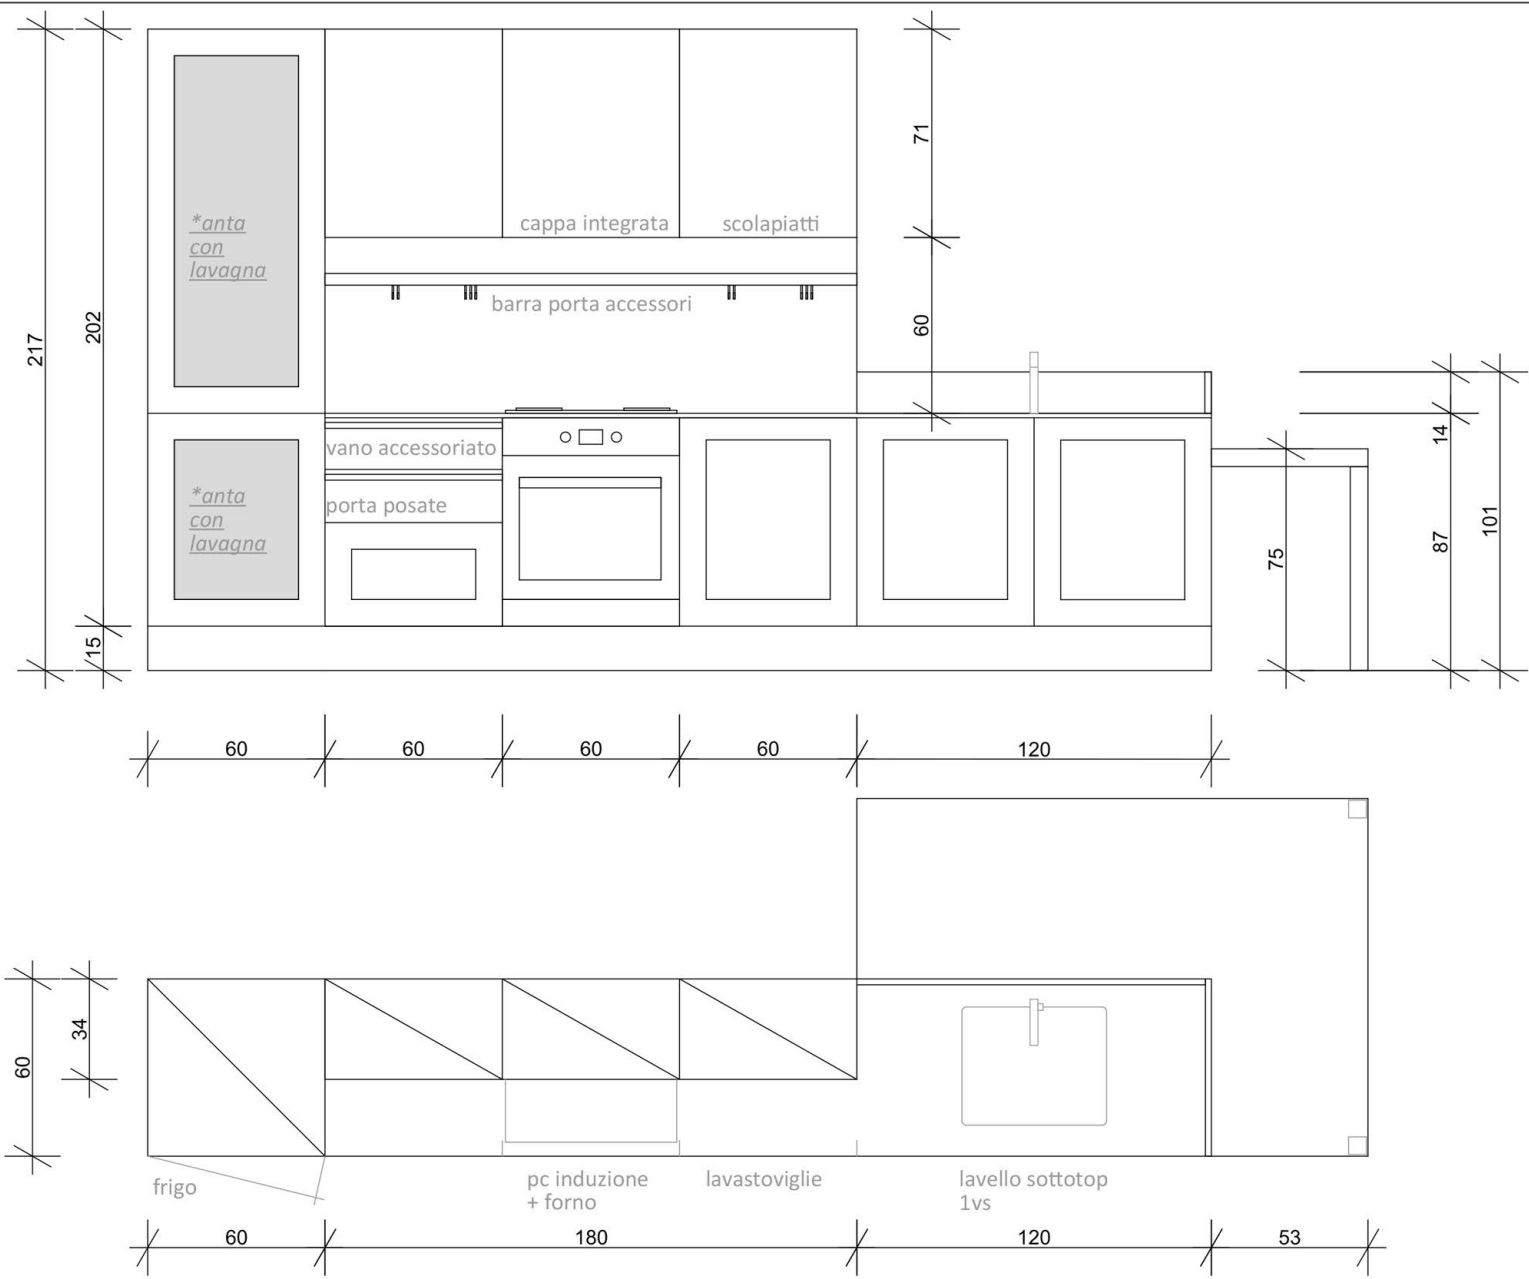 71
cappa integrata
scolapiatti
*anta
con
lavagna
barra porta accessori
60
202
217
14
vano accessoriato
porta posate
*anta
con
lavagna
101
87
75
15
60
60
60
60
120
34
60
frigo
pc induzione
+ forno
lavastoviglie
lavello sottotop
1vs
60
180
120
53